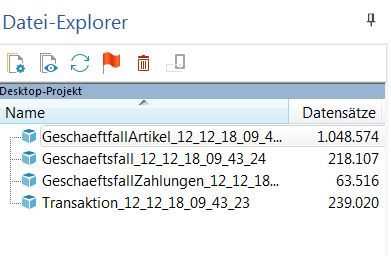 Datei-Explorer
Desktop-Projekt
Name Datensätze
GeschaeftfallArtikel_12_12_18_09_4... 1.048.574
Geschaeftsfall_12_12_18_09_43_24 218.107
GeschaeftsfallZahlungen_12_12_18... 63.516
Transaktion_12_12_18_09_43_23 239.020